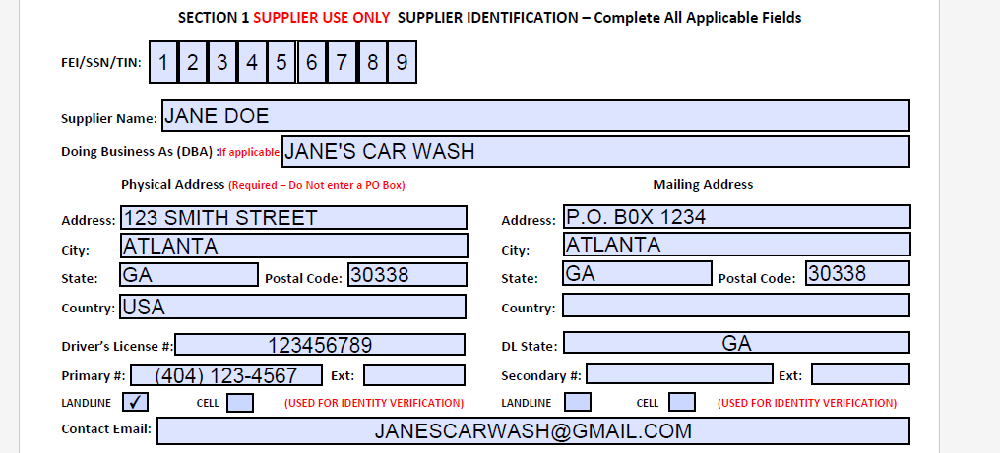 SECTION 1 SUPPLIER USE ONLY SUPPLIER IDENTIFICATION – Complete All Applicable Fields
FEI/SSN/TIN: 1 2 3 4 5 6 7 8 9
Supplier Name: JANE DOE
Doing Business As (DBA) :If applicable JANE'S CAR WASH
Physical Address (Required – Do Not enter a PO Box) Mailing Address
Address: 123 SMITH STREET Address: P.O. B0X 1234
City: ATLANTA City: ATLANTA
State: GA Postal Code: 30338 State: GA Postal Code: 30338
Country: USA Country:
Driver's License #: 123456789 DL State: GA
Primary #: (404) 123-4567 Ext: Secondary #: Ext:
LANDLINE ✓ CELL (USED FOR IDENTITY VERIFICATION) LANDLINE CELL (USED FOR IDENTITY VERIFICATION)
Contact Email: JANESCARWASH@GMAIL.COM